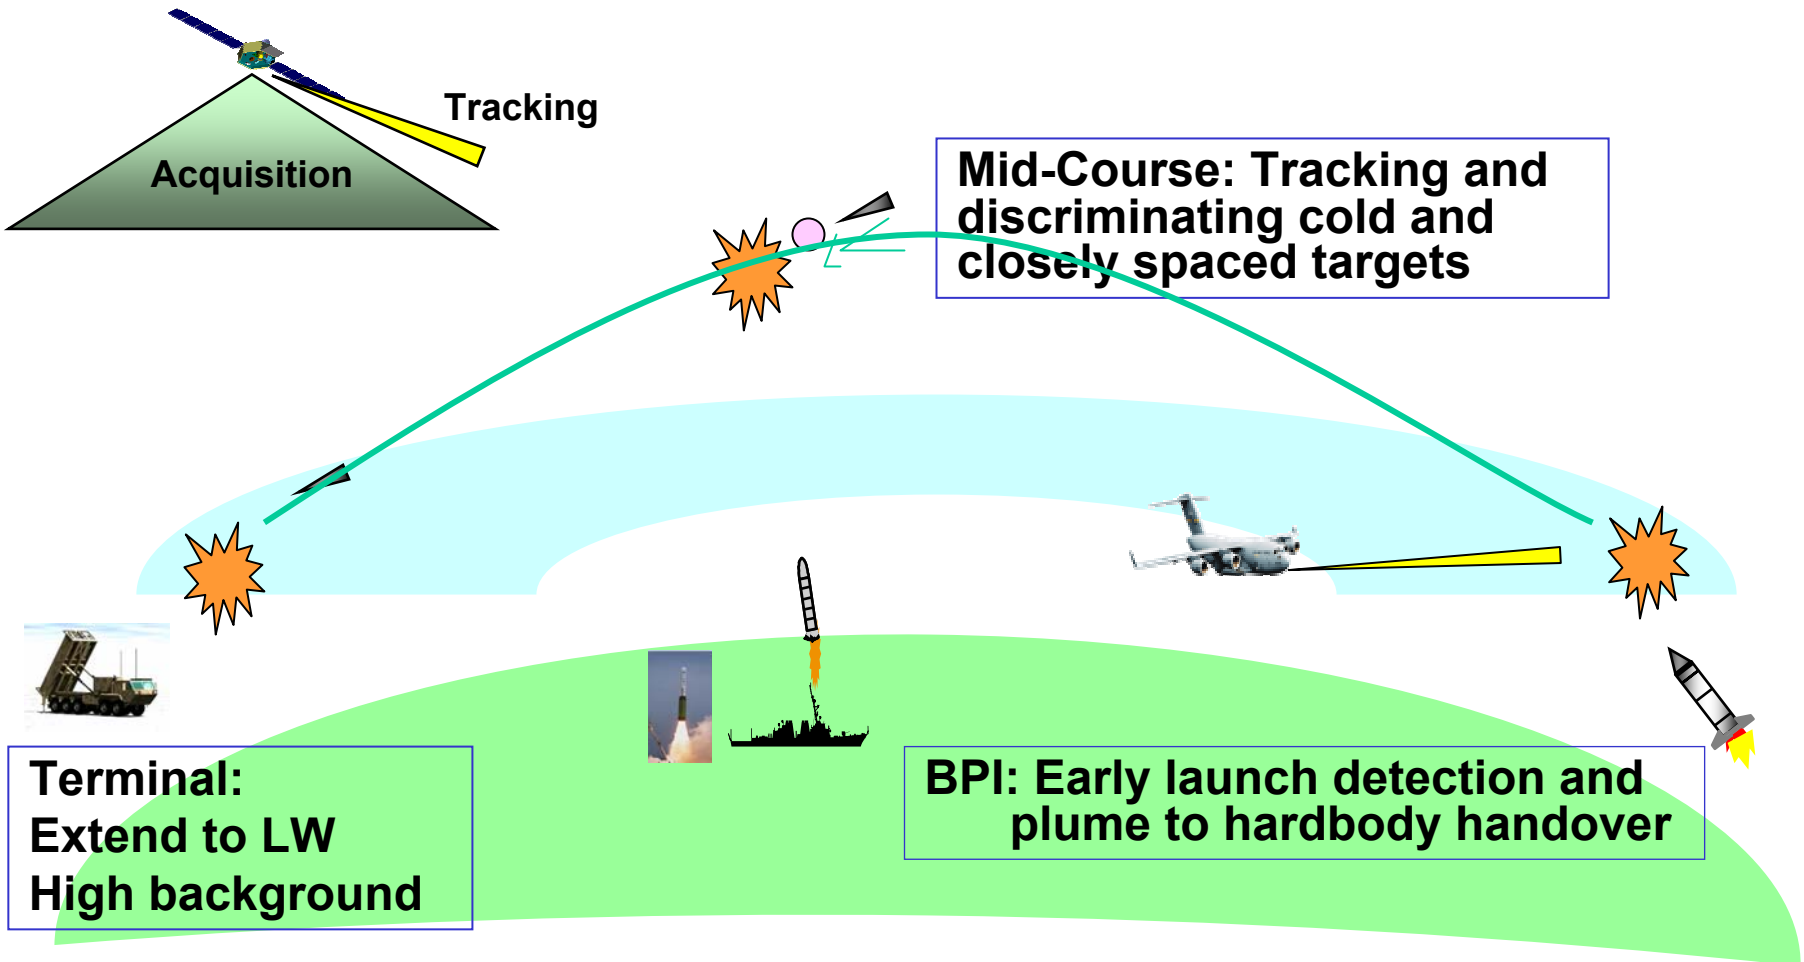 Tracking
Acquisition
Mid-Course: Tracking and
discriminating cold and
closely spaced targets
Terminal:
Extend to LW
High background
BPI: Early launch detection and
plume to hardbody handover